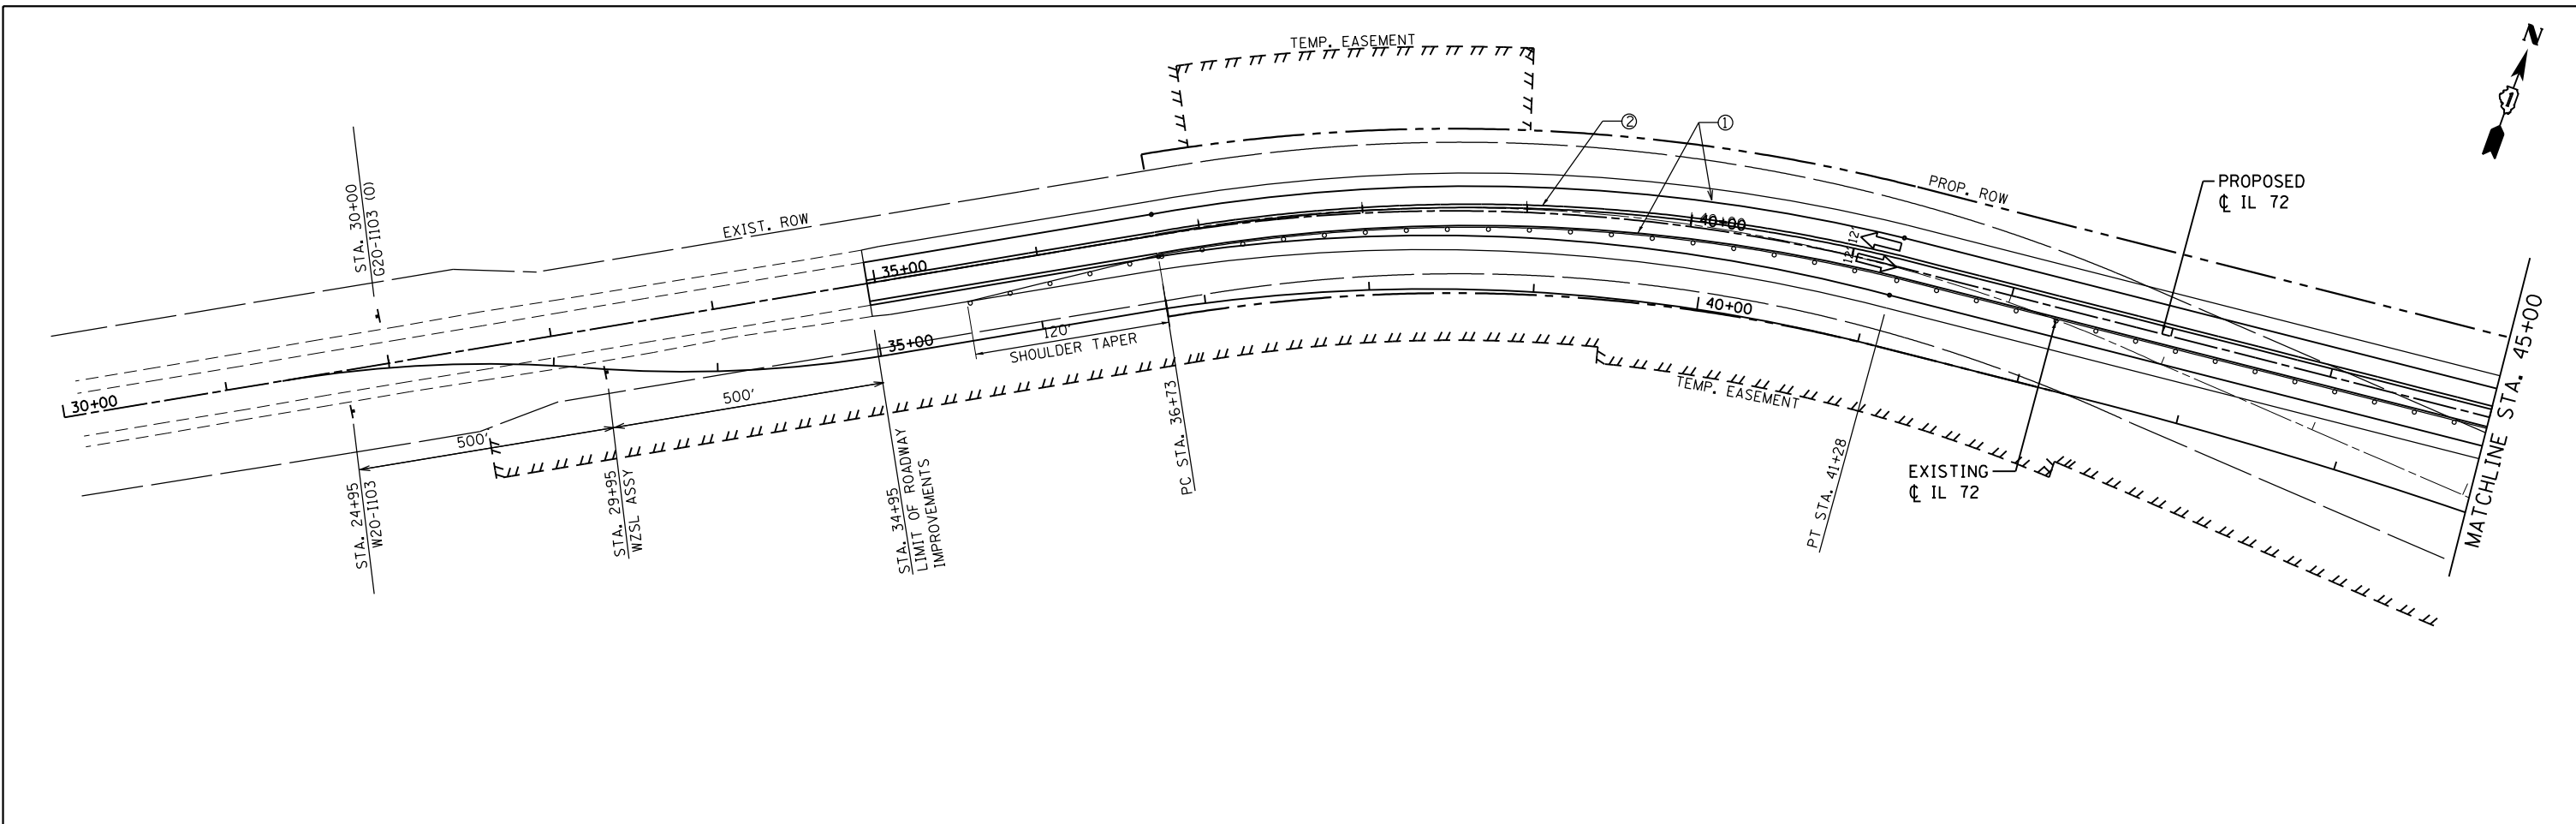 TEMP. EASEMENT
N
②
①
PROPOSED
℄ IL 72
PROP. ROW
STA. 30+00
G20-I103 (O)
EXIST. ROW
40+00
12'
12'
35+00
MATCHLINE STA. 45+00
40+00
120'
SHOULDER TAPER
35+00
30+00
500'
500'
TEMP. EASEMENT
PC STA. 36+73
PT STA. 41+28
EXISTING
℄ IL 72
STA. 24+95
W20-I103
STA. 29+95
WZSL ASSY
STA. 34+95
LIMIT OF ROADWAY
IMPROVEMENTS